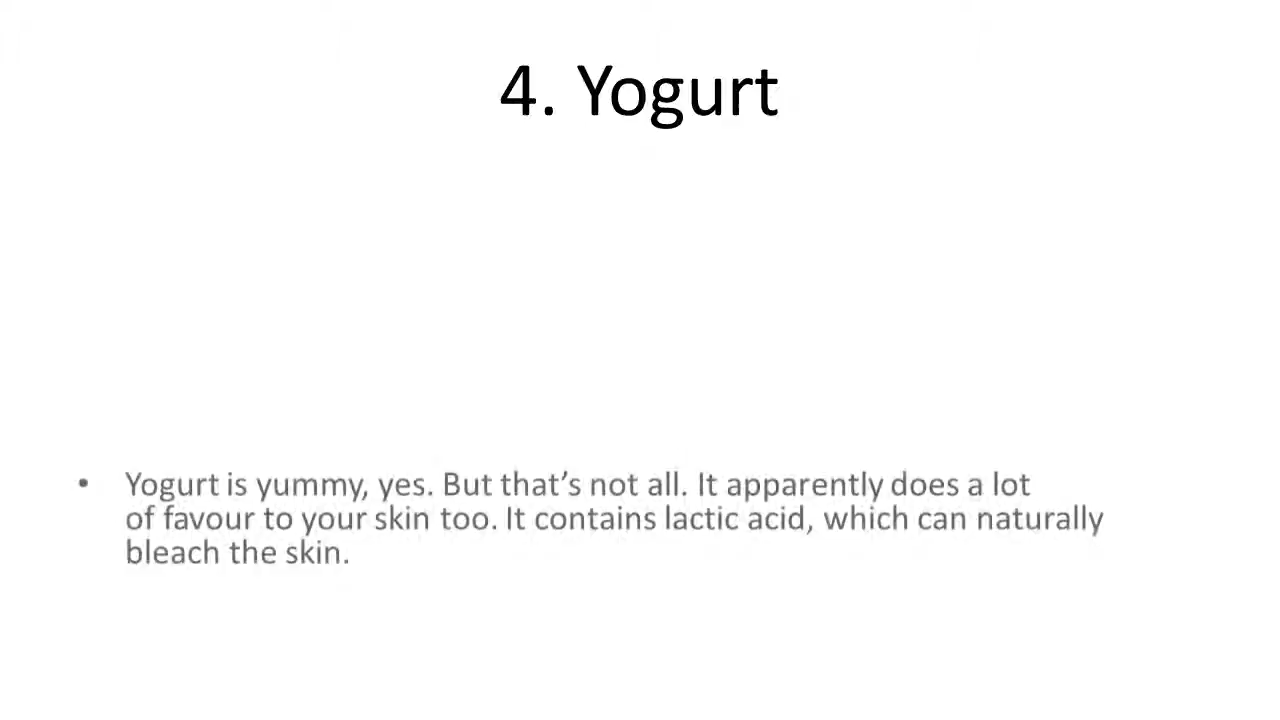 4. Yogurt
• Yogurt is yummy, yes. But that’s not all. It apparently does a lot
of favour to your skin too. It contains lactic acid, which can naturally
bleach the skin.